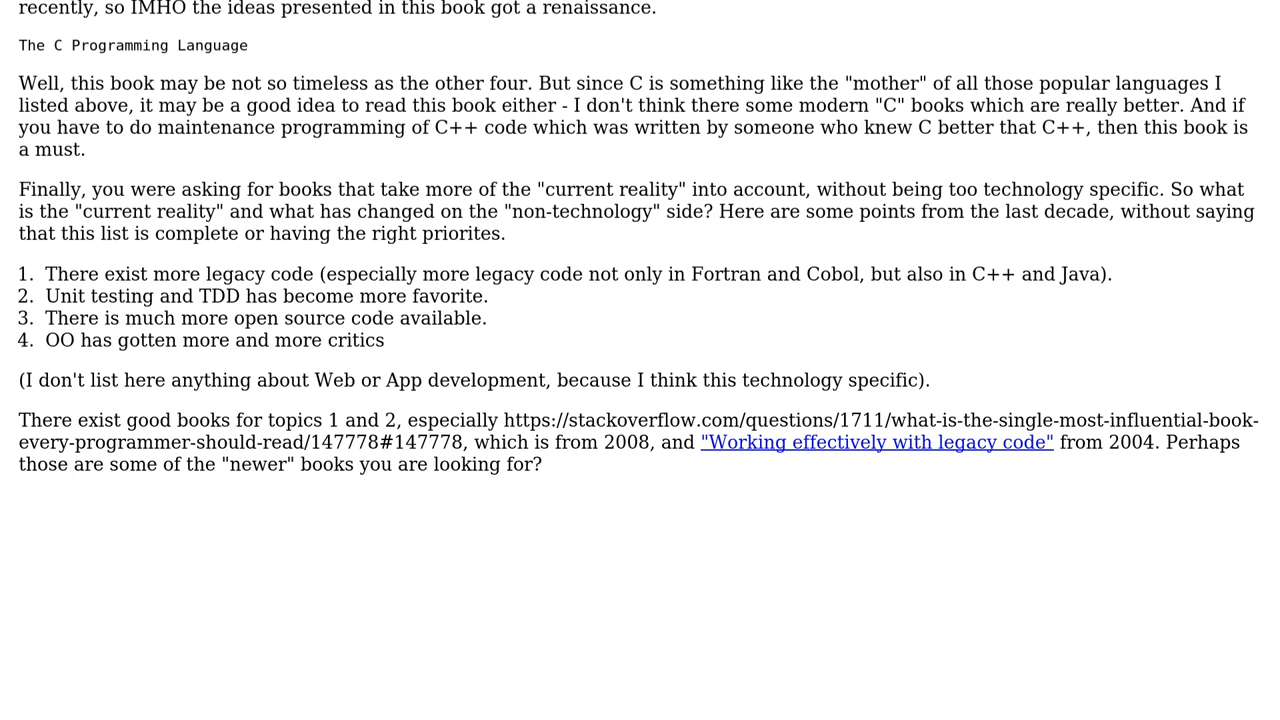 recently, so IMHO the ideas presented in this book got a renaissance.
The C Programming Language
Well, this book may be not so timeless as the other four. But since C is something like the "mother" of all those popular languages I
listed above, it may be a good idea to read this book either - I don't think there some modern "C" books which are really better. And if
you have to do maintenance programming of C++ code which was written by someone who knew C better that C++, then this book is
a must.
Finally, you were asking for books that take more of the "current reality" into account, without being too technology specific. So what
is the "current reality" and what has changed on the "non-technology" side? Here are some points from the last decade, without saying
that this list is complete or having the right priorites.
1. There exist more legacy code (especially more legacy code not only in Fortran and Cobol, but also in C++ and Java).
2. Unit testing and TDD has become more favorite.
3. There is much more open source code available.
4. OO has gotten more and more critics
(I don't list here anything about Web or App development, because I think this technology specific).
There exist good books for topics 1 and 2, especially https://stackoverflow.com/questions/1711/what-is-the-single-most-influential-book-
every-programmer-should-read/147778#147778, which is from 2008, and "Working effectively with legacy code" from 2004. Perhaps
those are some of the "newer" books you are looking for?